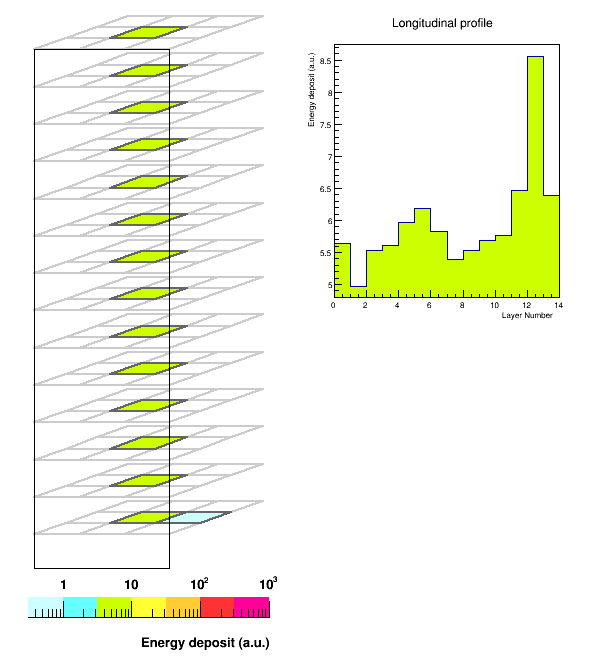 Longitudinal profile
Energy deposit (a.u.)
8.5
8
7.5
7
6.5
6
5.5
5
0 2 4 6 8 10 12 14
Layer Number
1 10 10² 10³
Energy deposit (a.u.)